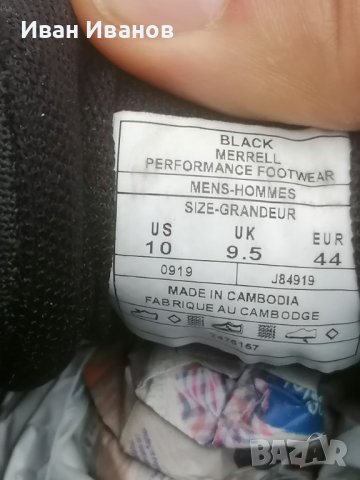 Иван Иванов
BLACK
MERRELL
PERFORMANCE FOOTWEAR
MENS-HOMMES
SIZE-GRANDEUR
US UK EUR
10 9.5 44
0919 J84919
MADE IN CAMBODIA
FABRIQUE AU CAMBODGE
BAZAR